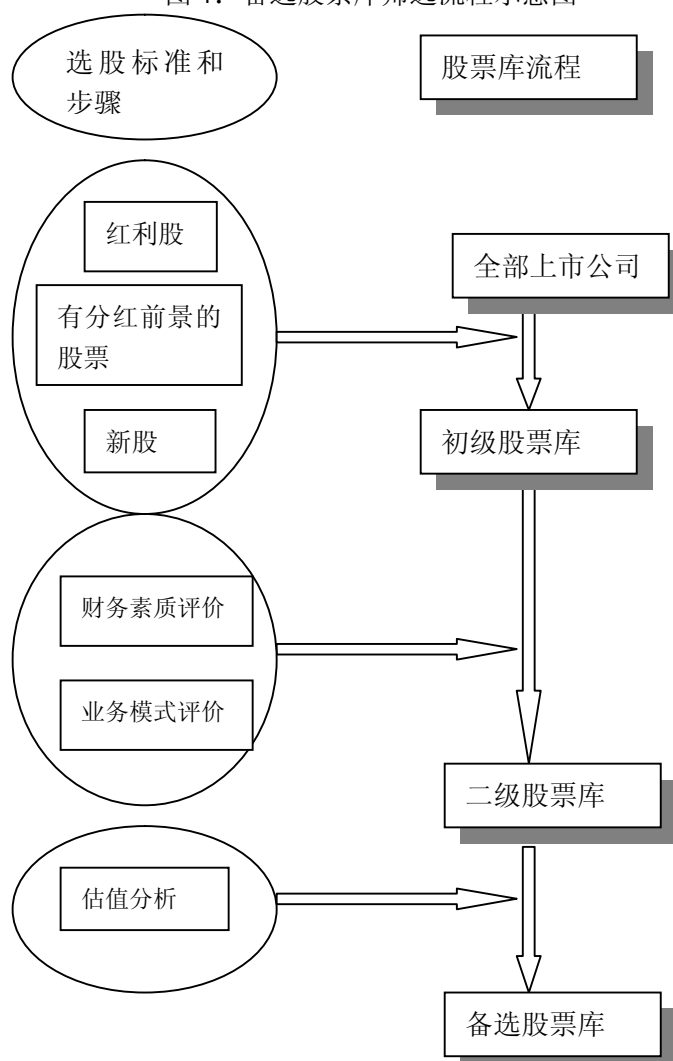 选股标准和
步骤
股票库流程
红利股
有分红前景的
股票
新股
全部上市公司
初级股票库
财务素质评价
业务模式评价
二级股票库
估值分析
备选股票库